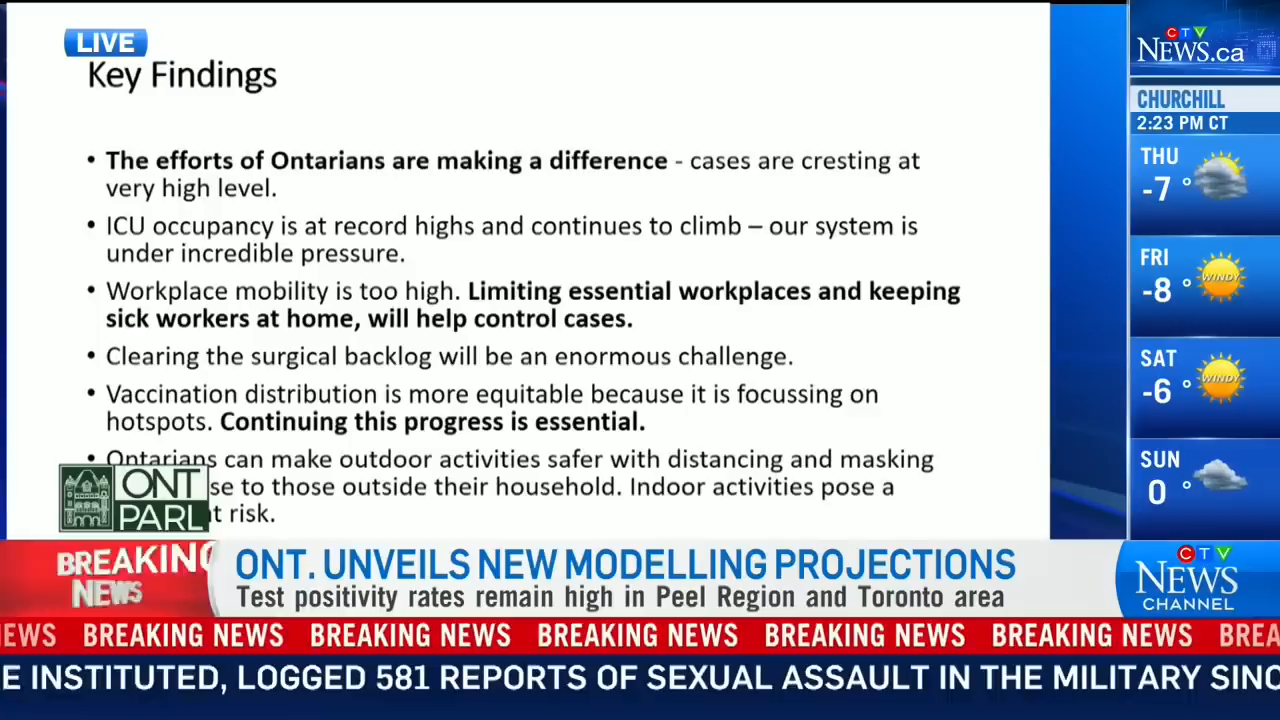 LIVE
Key Findings
• The efforts of Ontarians are making a difference - cases are cresting at
very high level.
• ICU occupancy is at record highs and continues to climb – our system is
under incredible pressure.
• Workplace mobility is too high. Limiting essential workplaces and keeping
sick workers at home, will help control cases.
• Clearing the surgical backlog will be an enormous challenge.
• Vaccination distribution is more equitable because it is focussing on
hotspots. Continuing this progress is essential.
• Ontarians can make outdoor activities safer with distancing and masking
se to those outside their household. Indoor activities pose a
t risk.
ONT
PARL
CTV
NEWS.ca
CHURCHILL
2:23 PM CT
THU
-7°
FRI
-8°
WINDY
SAT
-6°
WINDY
SUN
0°
BREAKING
NEWS
ONT. UNVEILS NEW MODELLING PROJECTIONS
Test positivity rates remain high in Peel Region and Toronto area
CTV
NEWS
CHANNEL
EWS BREAKING NEWS BREAKING NEWS BREAKING NEWS BREAKING NEWS BREAKING NEWS BREA
E INSTITUTED, LOGGED 581 REPORTS OF SEXUAL ASSAULT IN THE MILITARY SINC